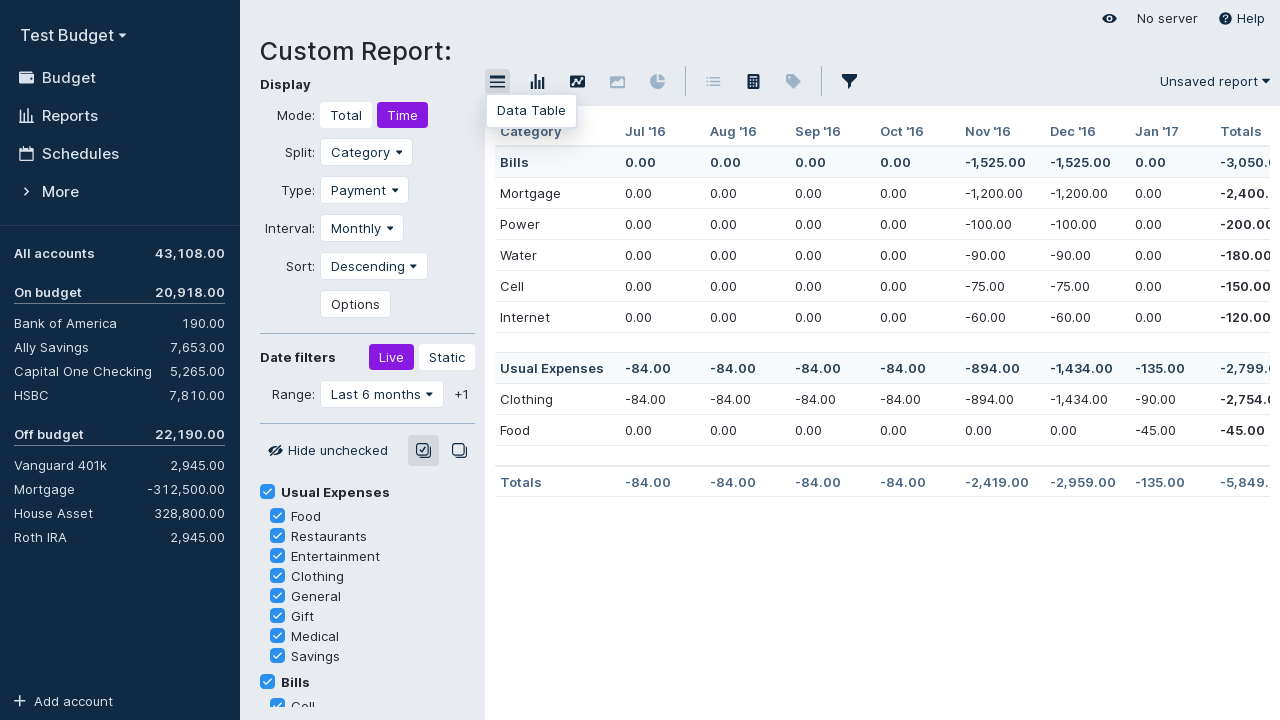 Test Budget
Budget
Reports
Schedules
More
All accounts 43,108.00
On budget 20,918.00
Bank of America 190.00
Ally Savings 7,653.00
Capital One Checking 5,265.00
HSBC 7,810.00
Off budget 22,190.00
Vanguard 401k 2,945.00
Mortgage -312,500.00
House Asset 328,800.00
Roth IRA 2,945.00
Add account
No server Help
Custom Report:
Display
Mode: Total Time
Split: Category
Type: Payment
Interval: Monthly
Sort: Descending
Options
Date filters Live Static
Range: Last 6 months +1
Hide unchecked
Usual Expenses
Food
Restaurants
Entertainment
Clothing
General
Gift
Medical
Savings
Bills
Cell
Unsaved report
Data Table
Category Jul '16 Aug '16 Sep '16 Oct '16 Nov '16 Dec '16 Jan '17 Totals
Bills 0.00 0.00 0.00 0.00 -1,525.00 -1,525.00 0.00 -3,050.0
Mortgage 0.00 0.00 0.00 0.00 -1,200.00 -1,200.00 0.00 -2,400.
Power 0.00 0.00 0.00 0.00 -100.00 -100.00 0.00 -200.00
Water 0.00 0.00 0.00 0.00 -90.00 -90.00 0.00 -180.00
Cell 0.00 0.00 0.00 0.00 -75.00 -75.00 0.00 -150.00
Internet 0.00 0.00 0.00 0.00 -60.00 -60.00 0.00 -120.00
Usual Expenses -84.00 -84.00 -84.00 -84.00 -894.00 -1,434.00 -135.00 -2,799.0
Clothing -84.00 -84.00 -84.00 -84.00 -894.00 -1,434.00 -90.00 -2,754.0
Food 0.00 0.00 0.00 0.00 0.00 0.00 -45.00 -45.00
Totals -84.00 -84.00 -84.00 -84.00 -2,419.00 -2,959.00 -135.00 -5,849.